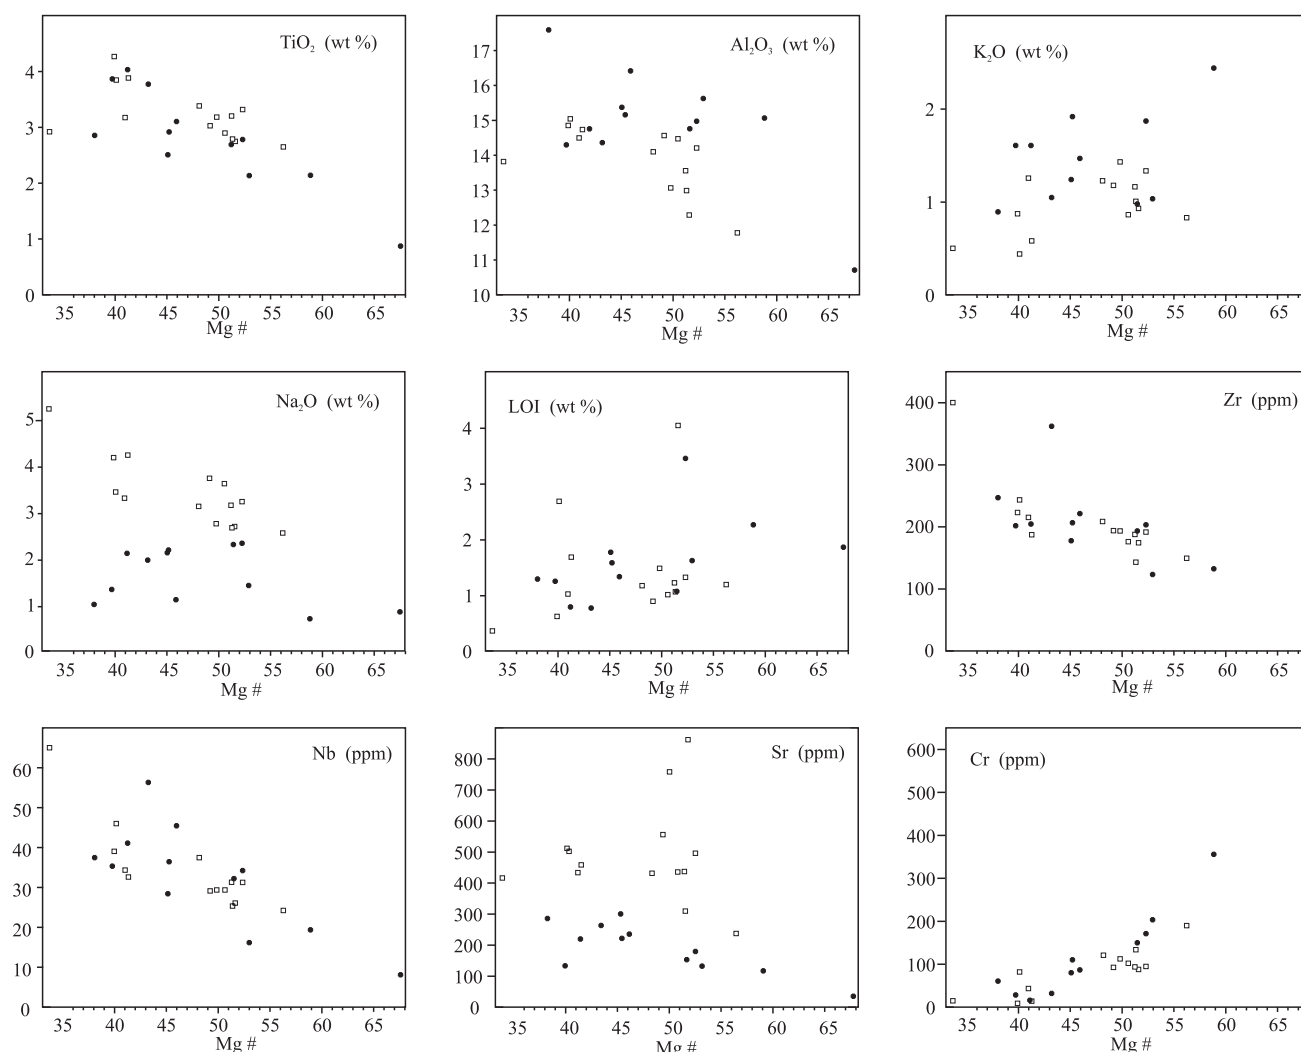 TiO₂ (wt %)
4
3
2
1
0
35 40 45 50 55 60 65
Mg #
Al₂O₃ (wt %)
17
16
15
14
13
12
11
10
35 40 45 50 55 60 65
Mg #
K₂O (wt %)
2
1
0
35 40 45 50 55 60 65
Mg #
Na₂O (wt %)
5
4
3
2
1
0
35 40 45 50 55 60 65
Mg #
LOI (wt %)
4
3
2
1
0
35 40 45 50 55 60 65
Mg #
Zr (ppm)
400
300
200
100
0
35 40 45 50 55 60 65
Mg #
Nb (ppm)
60
50
40
30
20
10
0
35 40 45 50 55 60 65
Mg #
Sr (ppm)
800
700
600
500
400
300
200
100
0
35 40 45 50 55 60 65
Mg #
Cr (ppm)
600
500
400
300
200
100
0
35 40 45 50 55 60 65
Mg #